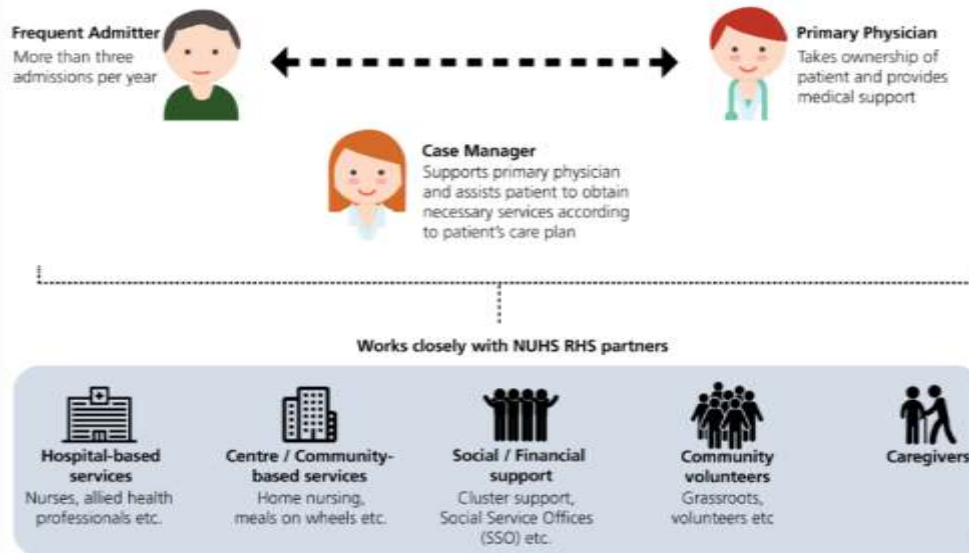 Frequent Admitter
More than three
admissions per year
Primary Physician
Takes ownership of
patient and provides
medical support
Case Manager
Supports primary physician
and assists patient to obtain
necessary services according
to patient's care plan
Works closely with NUHS RHS partners
Hospital-based
services
Nurses, allied health
professionals etc.
Centre / Community-
based services
Home nursing,
meals on wheels etc.
Social / Financial
support
Cluster support,
Social Service Offices
(SSO) etc.
Community
volunteers
Grassroots,
volunteers etc
Caregivers